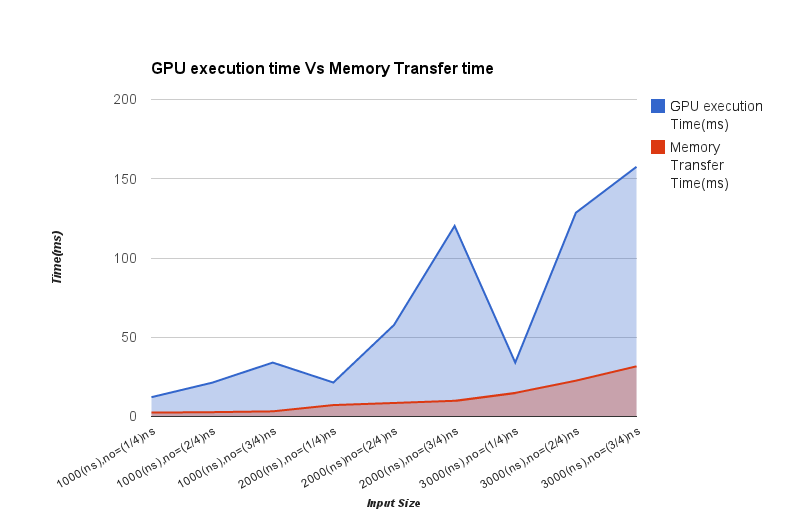 GPU execution time Vs Memory Transfer time
200
150
100
50
0
Time(ms)
GPU execution
Time(ms)
Memory
Transfer
Time(ms)
1000(ns),no=(1/4)ns
1000(ns),no=(2/4)ns
1000(ns),no=(3/4)ns
2000(ns),no=(1/4)ns
2000(ns)no=(2/4)ns
2000(ns),no=(3/4)ns
3000(ns),no=(1/4)ns
3000(ns),no=(2/4)ns
3000(ns),no=(3/4)ns
Input Size